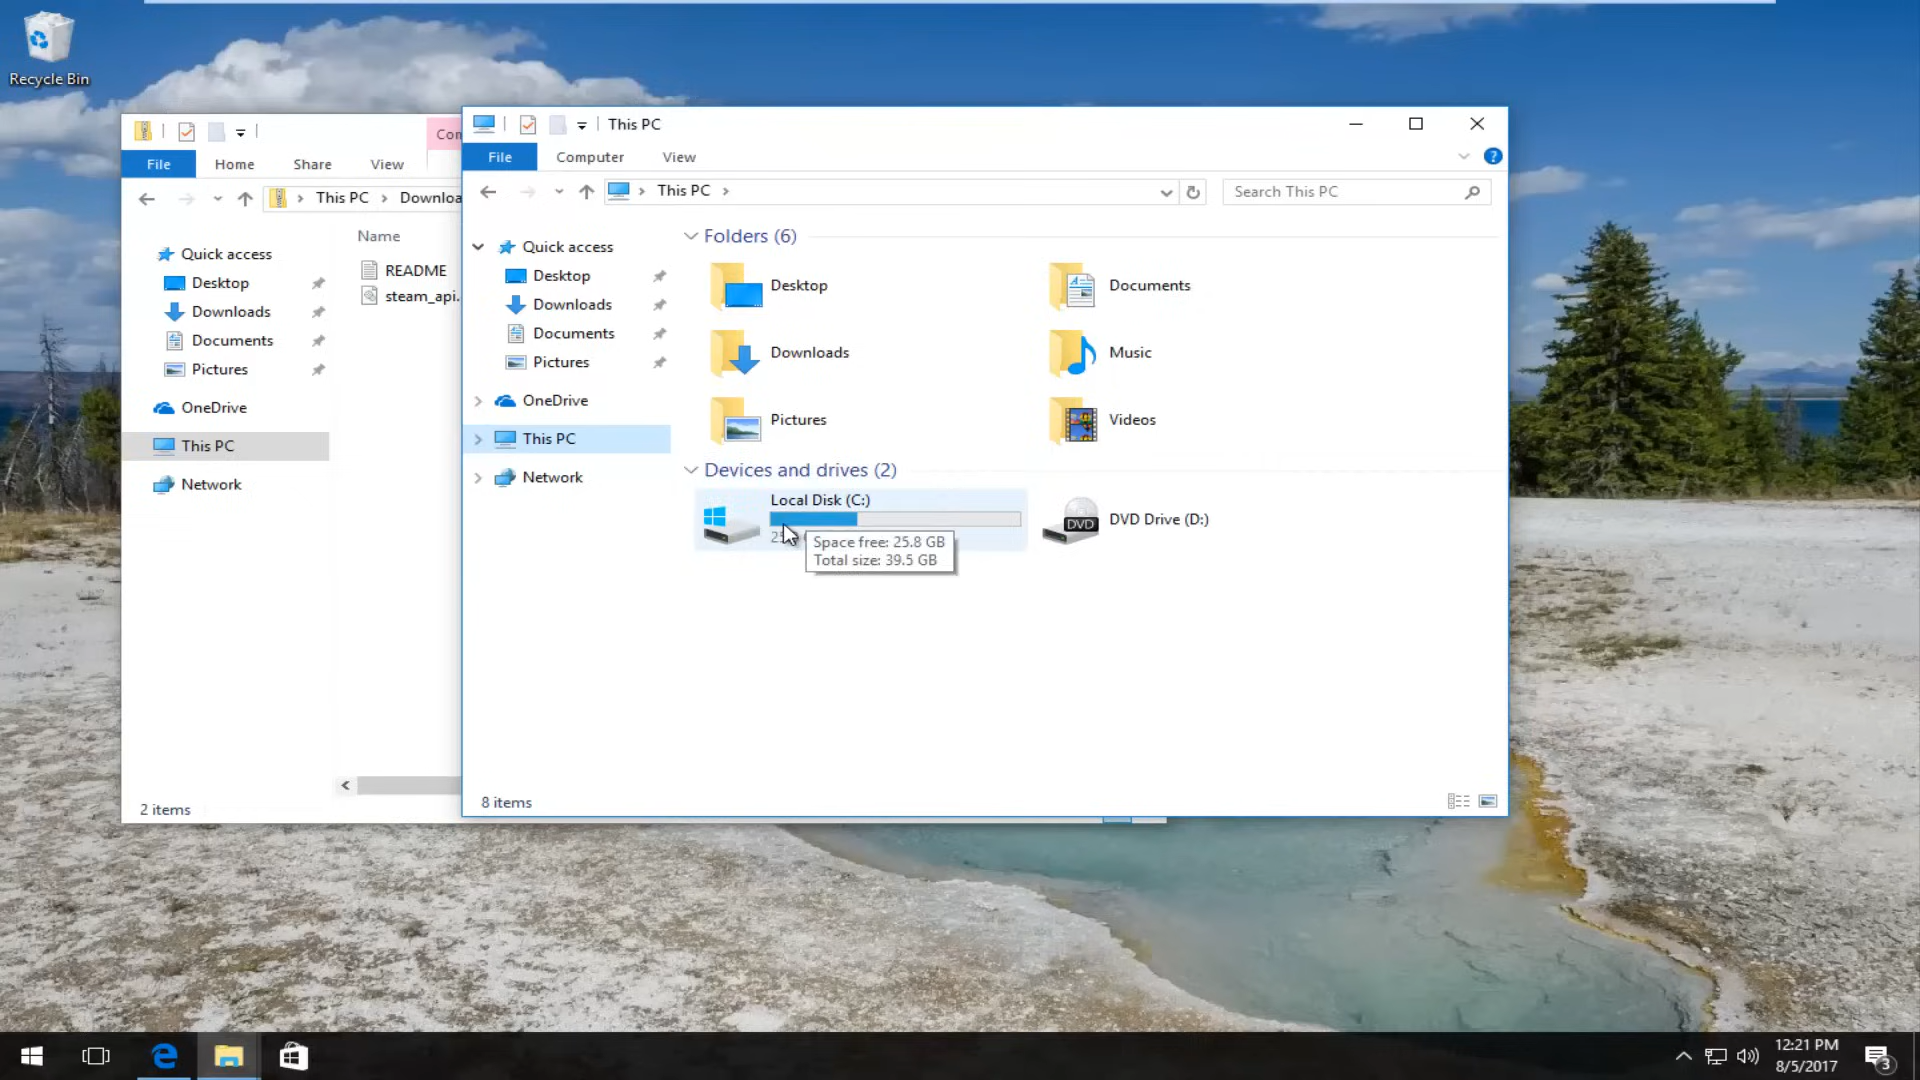 Recycle Bin
File
Home
Share
View
This PC
Downloa
Name
Quick access
Desktop
Downloads
Documents
Pictures
OneDrive
This PC
Network
README
steam_api.
2 items
This PC
File
Computer
View
This PC
Search This PC
Quick access
Desktop
Downloads
Documents
Pictures
OneDrive
This PC
Network
Folders (6)
Desktop
Documents
Downloads
Music
Pictures
Videos
Devices and drives (2)
Local Disk (C:)
Space free: 25.8 GB
Total size: 39.5 GB
DVD
DVD Drive (D:)
8 items
12:21 PM
8/5/2017
3